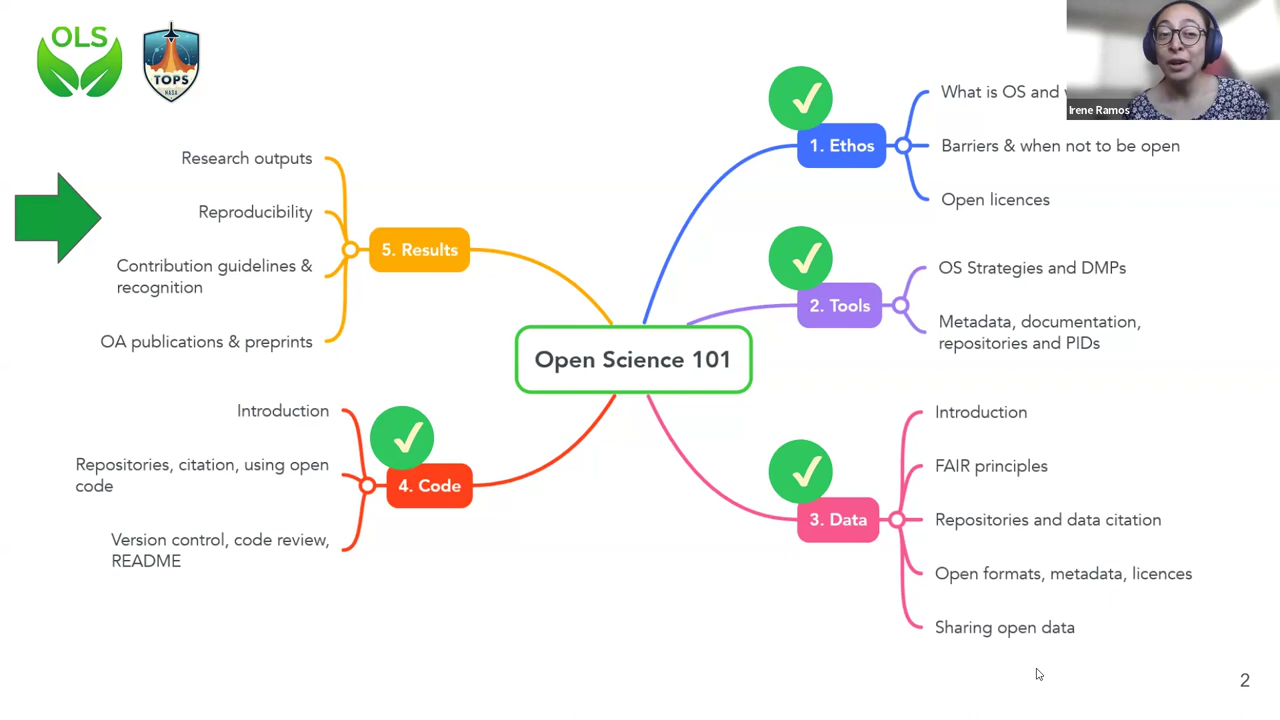 OLS
TOPS
NASA
Irene Ramos
Open Science 101
1. Ethos
What is OS and
Barriers & when not to be open
Open licences
2. Tools
OS Strategies and DMPs
Metadata, documentation,
repositories and PIDs
3. Data
Introduction
FAIR principles
Repositories and data citation
Open formats, metadata, licences
Sharing open data
4. Code
Introduction
Repositories, citation, using open
code
Version control, code review,
README
5. Results
Research outputs
Reproducibility
Contribution guidelines &
recognition
OA publications & preprints
2